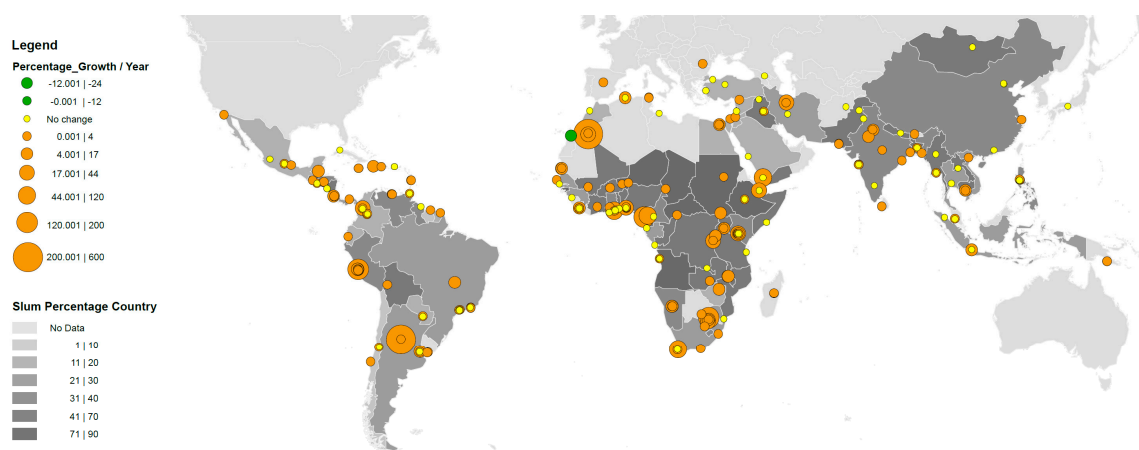 Legend
Percentage_Growth / Year
-12.001 | -24
-0.001 | -12
No change
0.001 | 4
4.001 | 17
17.001 | 44
44.001 | 120
120.001 | 200
200.001 | 600
Slum Percentage Country
No Data
1 | 10
11 | 20
21 | 30
31 | 40
41 | 70
71 | 90